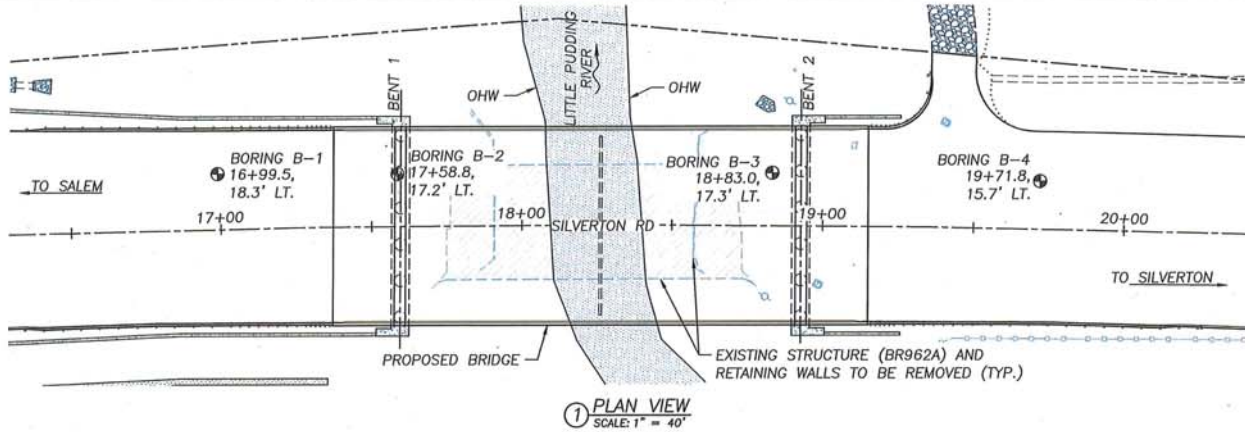 LITTLE PUDDING
RIVER
BENT 1
BENT 2
OHW
OHW
BORING B-1
16+99.5,
18.3' LT.
BORING B-2
17+58.8,
17.2' LT.
BORING B-3
18+83.0,
17.3' LT.
BORING B-4
19+71.8,
15.7' LT.
TO SALEM
17+00
18+00
SILVERTON RD
19+00
20+00
TO SILVERTON
PROPOSED BRIDGE
EXISTING STRUCTURE (BR962A) AND
RETAINING WALLS TO BE REMOVED (TYP.)
1 PLAN VIEW
SCALE: 1" = 40'